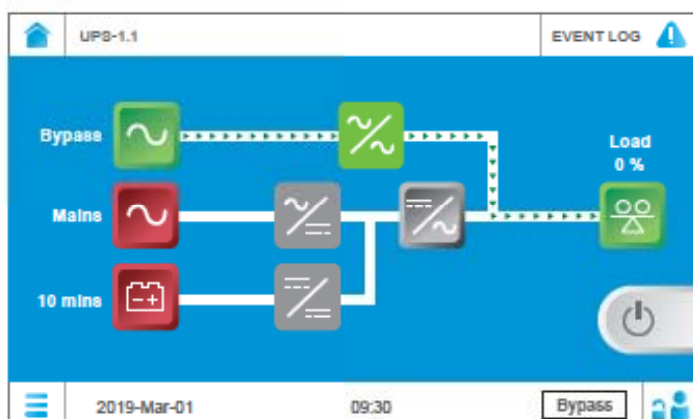 UPS-1.1
EVENT LOG
Bypass
Load
0 %
Mains
10 mins
2019-Mar-01
09:30
Bypass